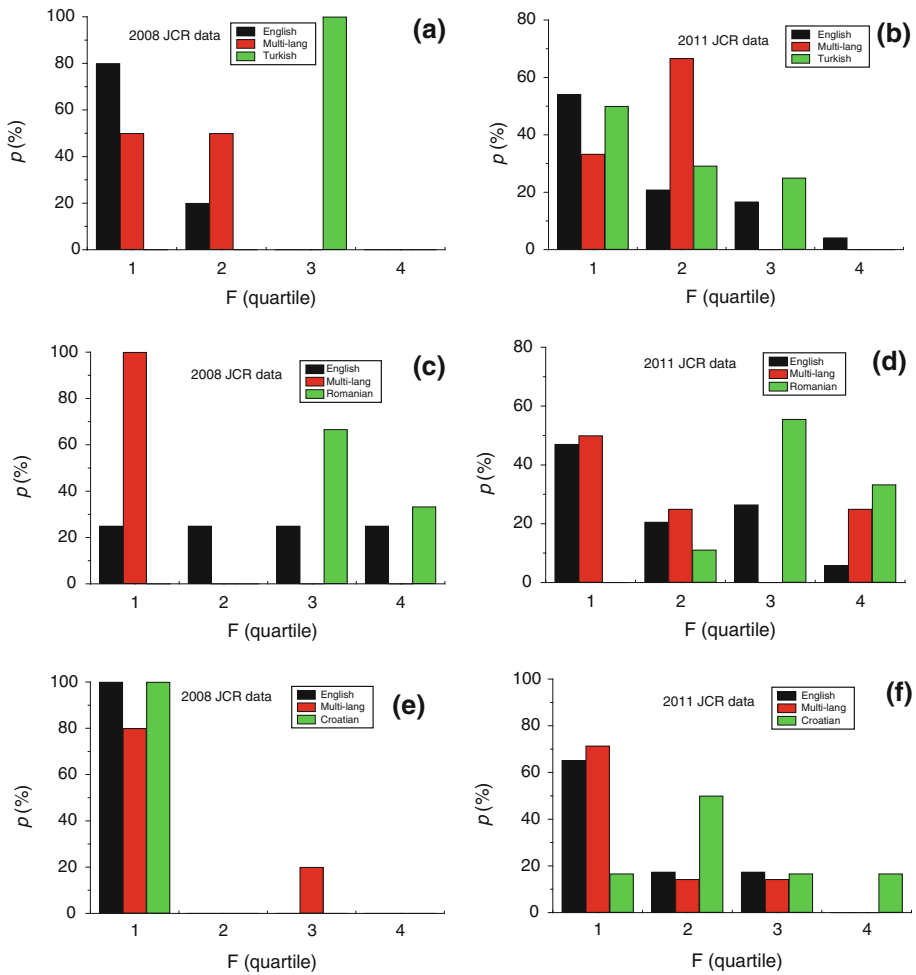 (a)
2008 JCR data
English
Multi-lang
Turkish
p (%)
100
80
60
40
20
0
1 2 3 4
F (quartile)
(b)
2011 JCR data
English
Multi-lang
Turkish
p (%)
80
60
40
20
0
1 2 3 4
F (quartile)
(c)
2008 JCR data
English
Multi-lang
Romanian
p (%)
100
80
60
40
20
0
1 2 3 4
F (quartile)
(d)
2011 JCR data
English
Multi-lang
Romanian
p (%)
80
60
40
20
0
1 2 3 4
F (quartile)
(e)
2008 JCR data
English
Multi-lang
Croatian
p (%)
100
80
60
40
20
0
1 2 3 4
F (quartile)
(f)
2011 JCR data
English
Multi-lang
Croatian
p (%)
100
80
60
40
20
0
1 2 3 4
F (quartile)